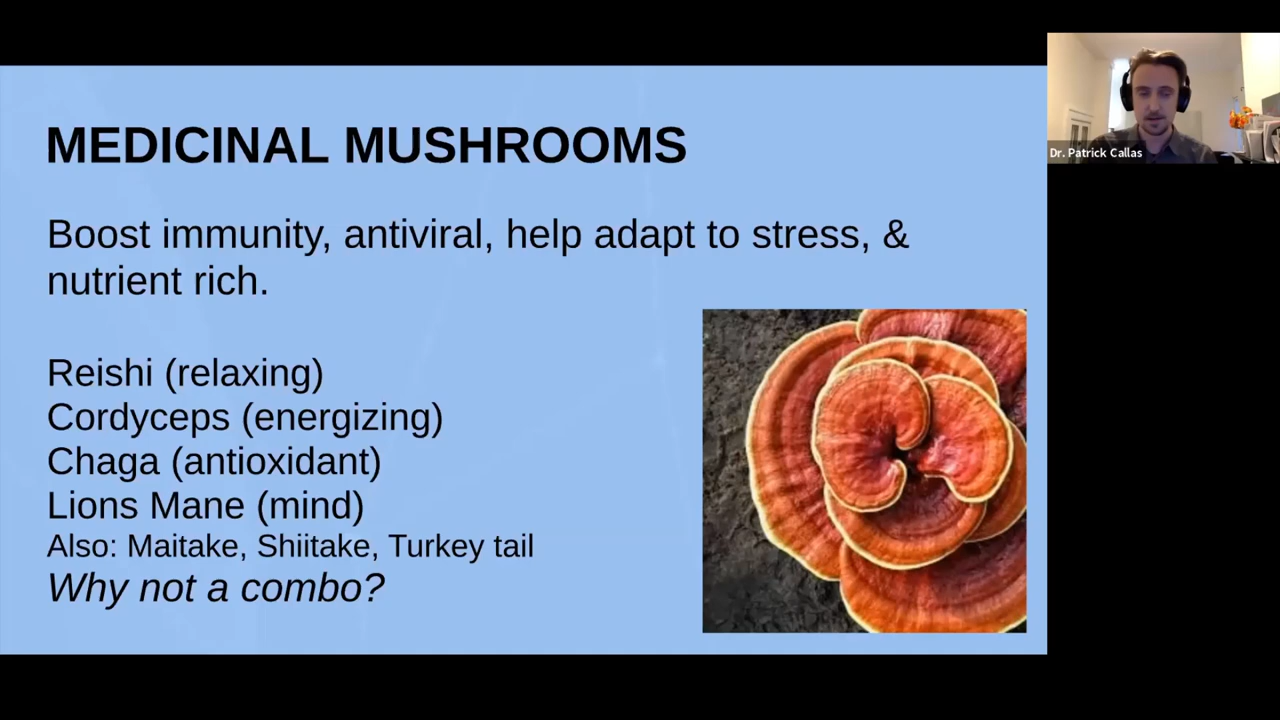 MEDICINAL MUSHROOMS
Boost immunity, antiviral, help adapt to stress, &
nutrient rich.
Reishi (relaxing)
Cordyceps (energizing)
Chaga (antioxidant)
Lions Mane (mind)
Also: Maitake, Shiitake, Turkey tail
Why not a combo?
Dr. Patrick Callas